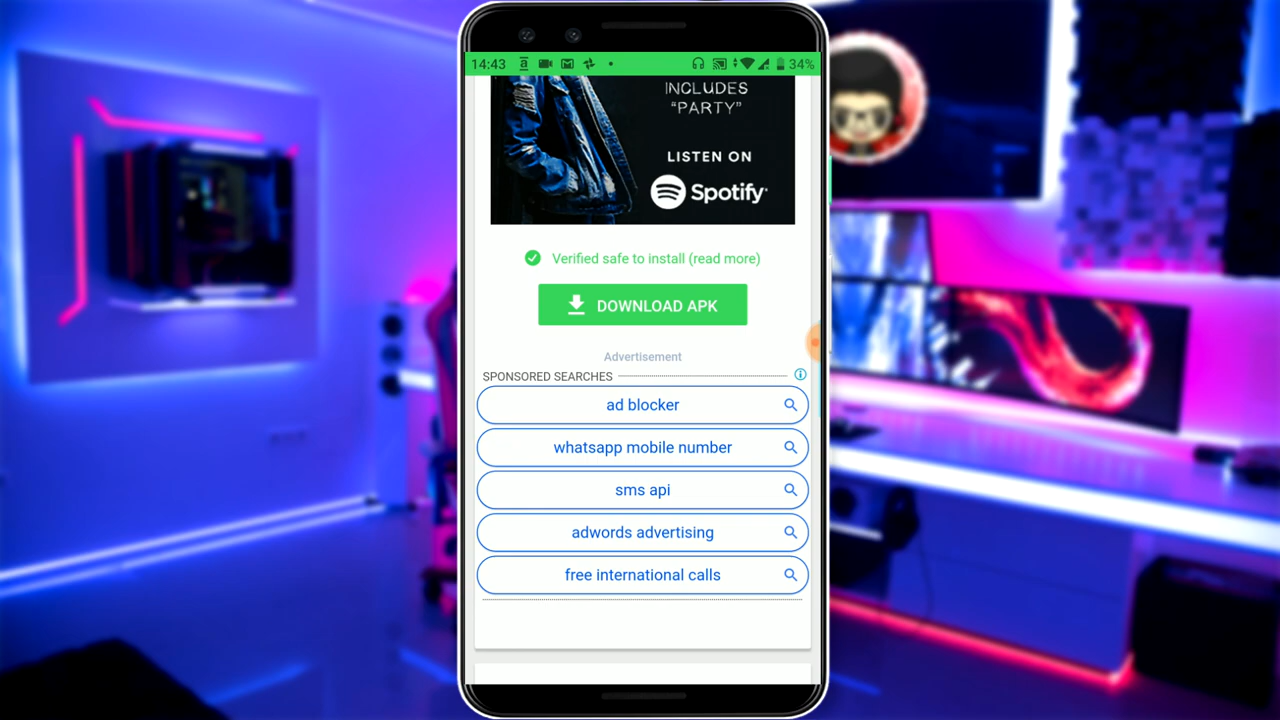 14:43
34%
INCLUDES
"PARTY"
LISTEN ON
Spotify
Verified safe to install (read more)
DOWNLOAD APK
Advertisement
SPONSORED SEARCHES
ad blocker
whatsapp mobile number
sms api
adwords advertising
free international calls